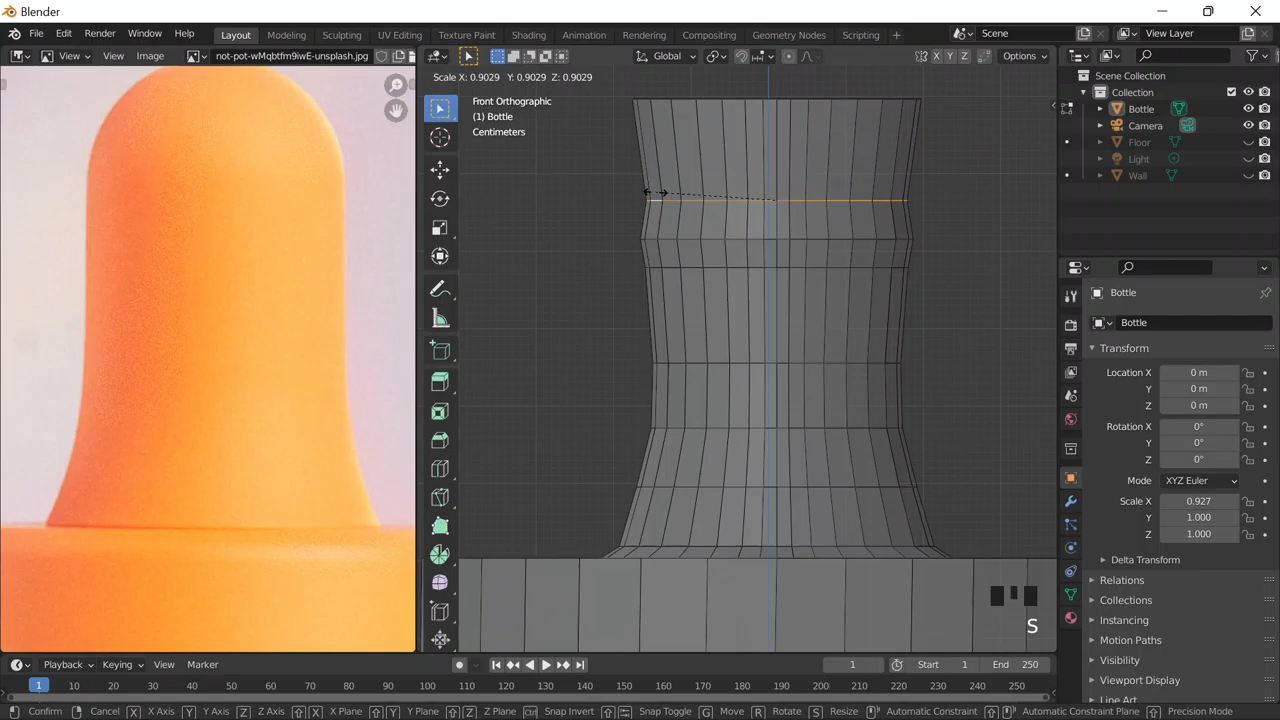 Blender
File Edit Render Window Help
Layout Modeling Sculpting UV Editing Texture Paint Shading Animation Rendering Compositing Geometry Nodes Scripting +
Scene
View Layer
View View Image
not-pot-wMqbtfm9iwE-unsplash.jpg
Global
X Y Z
Options
Scale X: 0.9029 Y: 0.9029 Z: 0.9029
Front Orthographic
(1) Bottle
Centimeters
Scene Collection
Collection
Bottle
Camera
Floor
Light
Wall
Bottle
Bottle
Transform
Location X 0 m
Y 0 m
Z 0 m
Rotation X 0°
Y 0°
Z 0°
Mode XYZ Euler
Scale X 0.927
Y 1.000
Z 1.000
Delta Transform
Relations
Collections
Instancing
Motion Paths
Visibility
Viewport Display
Line Art
S
Playback Keying View Marker
1 Start 1 End 250
1 10 20 30 40 50 60 70 80 90 100 110 120 130 140 150 160 170 180 190 200 210 220 230 240 250
Confirm Cancel X X Axis Y Y Axis Z Z Axis X X Plane Y Y Plane Z Z Plane Ctrl Snap Invert Snap Toggle G Move R Rotate S Resize Automatic Constraint Automatic Constraint Plane Precision Mode